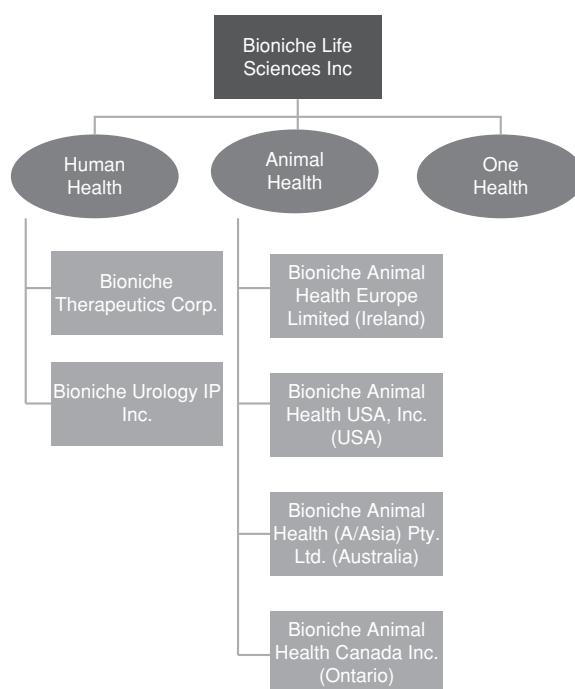 Bioniche Life
Sciences Inc
Human
Health
Animal
Health
One
Health
Bioniche
Therapeutics Corp.
Bioniche Urology IP
Inc.
Bioniche Animal
Health Europe
Limited (Ireland)
Bioniche Animal
Health USA, Inc.
(USA)
Bioniche Animal
Health (A/Asia) Pty.
Ltd. (Australia)
Bioniche Animal
Health Canada Inc.
(Ontario)